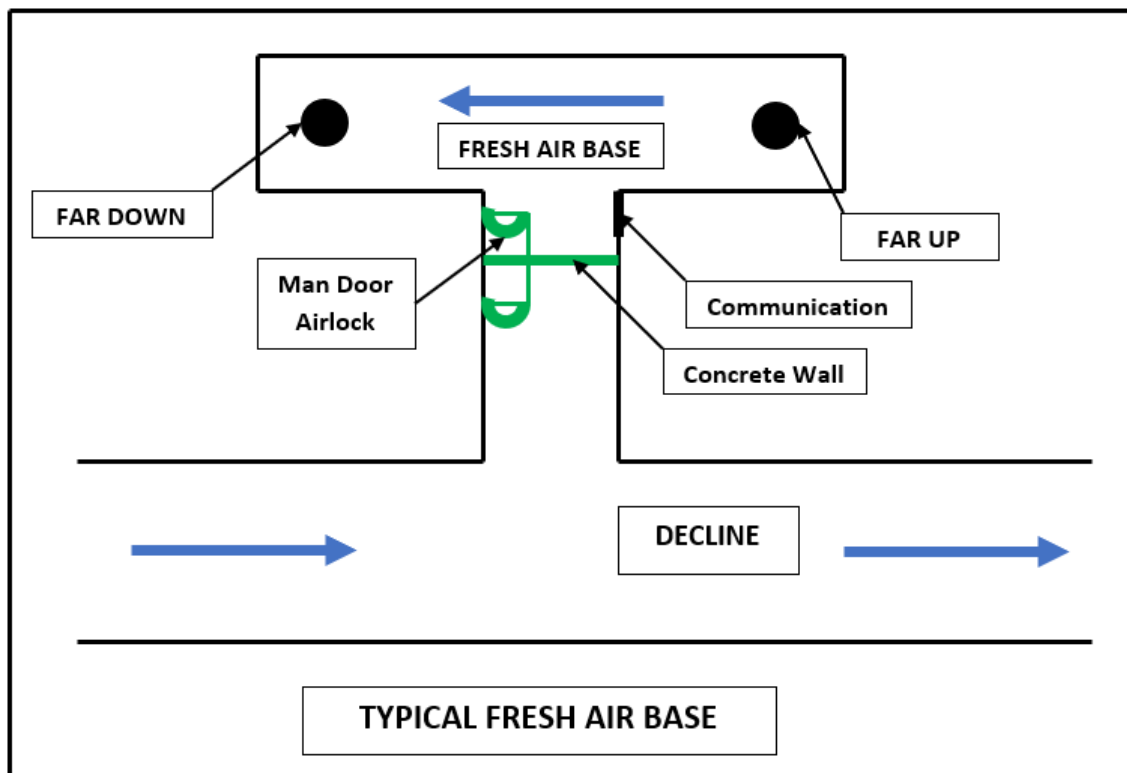 FRESH AIR BASE
FAR DOWN
FAR UP
Man Door
Airlock
Communication
Concrete Wall
DECLINE
TYPICAL FRESH AIR BASE